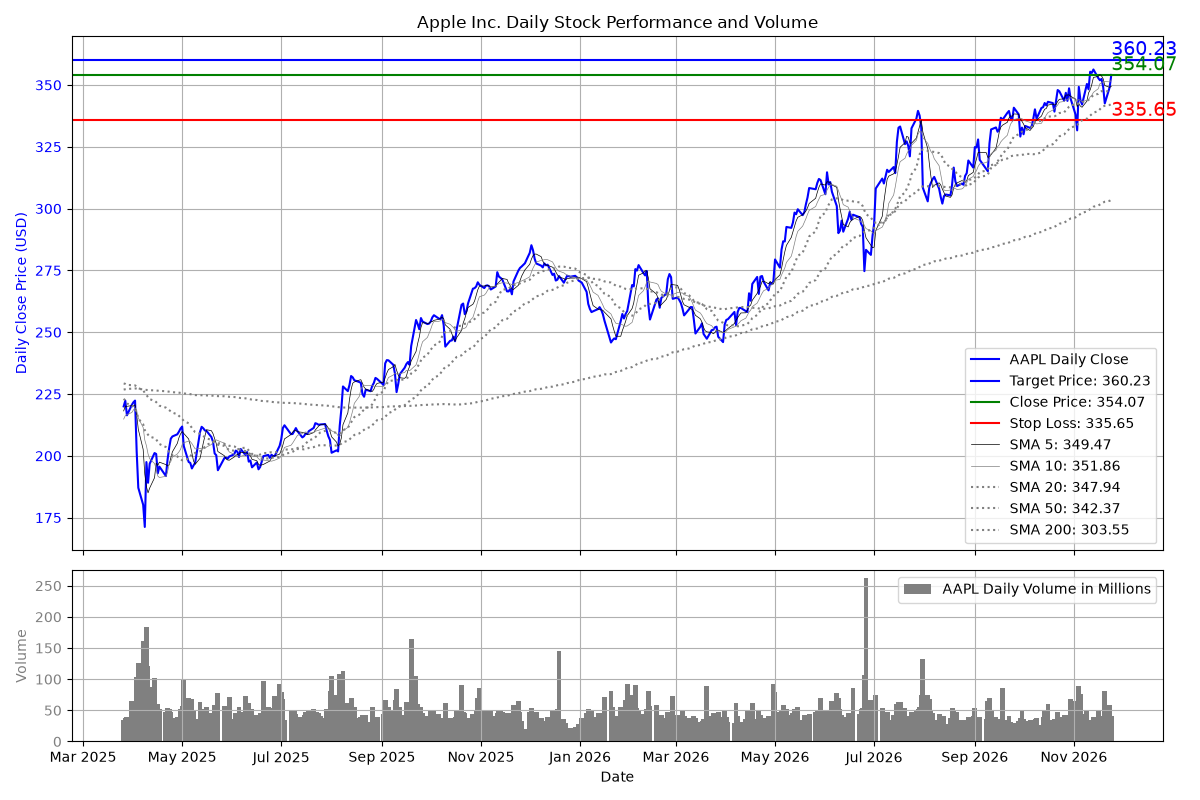 Apple Inc. Daily Stock Performance and Volume
360.23
354.07
335.65
350
325
300
275
250
225
200
175
Daily Close Price (USD)
AAPL Daily Close
Target Price: 360.23
Close Price: 354.07
Stop Loss: 335.65
SMA 5: 349.47
SMA 10: 351.86
SMA 20: 347.94
SMA 50: 342.37
SMA 200: 303.55
250
200
150
100
50
0
Volume
AAPL Daily Volume in Millions
Mar 2025 May 2025 Jul 2025 Sep 2025 Nov 2025 Jan 2026 Mar 2026 May 2026 Jul 2026 Sep 2026 Nov 2026
Date